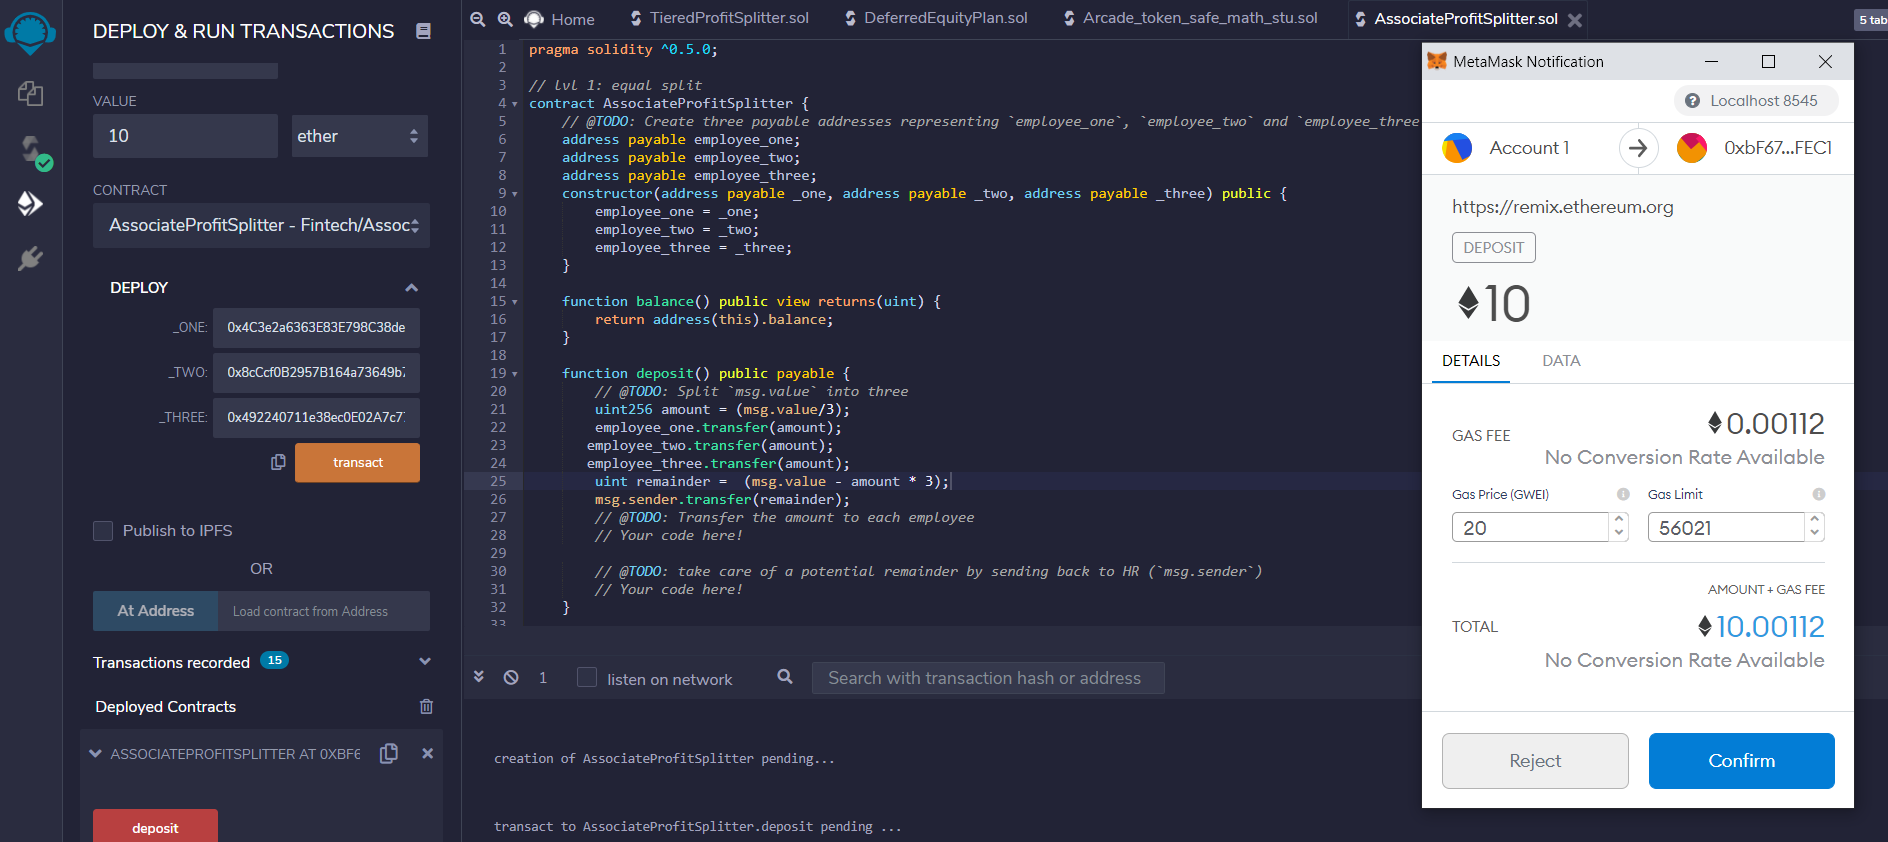 DEPLOY & RUN TRANSACTIONS
VALUE
10
ether
CONTRACT
AssociateProfitSplitter - Fintech/Assoc
DEPLOY
_ONE:
0x4C3e2a6363E83E798C38de
_TWO:
0x8cCcf0B2957B164a73649b7
_THREE:
0x492240711e38ec0E02A7c7
transact
Publish to IPFS
OR
At Address
Load contract from Address
Transactions recorded 15
Deployed Contracts
ASSOCIATEPROFITSPLITTER AT 0XBF6
deposit
Home
TieredProfitSplitter.sol
DeferredEquityPlan.sol
Arcade_token_safe_math_stu.sol
AssociateProfitSplitter.sol
5 tab
1 pragma solidity ^0.5.0;
2
3 // lvl 1: equal split
4 contract AssociateProfitSplitter {
5 // @TODO: Create three payable addresses representing `employee_one`, `employee_two` and `employee_three
6 address payable employee_one;
7 address payable employee_two;
8 address payable employee_three;
9 constructor(address payable _one, address payable _two, address payable _three) public {
10 employee_one = _one;
11 employee_two = _two;
12 employee_three = _three;
13 }
14
15 function balance() public view returns(uint) {
16 return address(this).balance;
17 }
18
19 function deposit() public payable {
20 // @TODO: Split `msg.value` into three
21 uint256 amount = (msg.value/3);
22 employee_one.transfer(amount);
23 employee_two.transfer(amount);
24 employee_three.transfer(amount);
25 uint remainder =  (msg.value - amount * 3);
26 msg.sender.transfer(remainder);
27 // @TODO: Transfer the amount to each employee
28 // Your code here!
29
30 // @TODO: take care of a potential remainder by sending back to HR (`msg.sender`)
31 // Your code here!
32 }
33
1
listen on network
Search with transaction hash or address
creation of AssociateProfitSplitter pending...
transact to AssociateProfitSplitter.deposit pending ...
MetaMask Notification
Localhost 8545
Account 1
0xbF67...FEC1
https://remix.ethereum.org
DEPOSIT
10
DETAILS
DATA
GAS FEE
0.00112
No Conversion Rate Available
Gas Price (GWEI)
Gas Limit
20
56021
AMOUNT + GAS FEE
TOTAL
10.00112
No Conversion Rate Available
Reject
Confirm